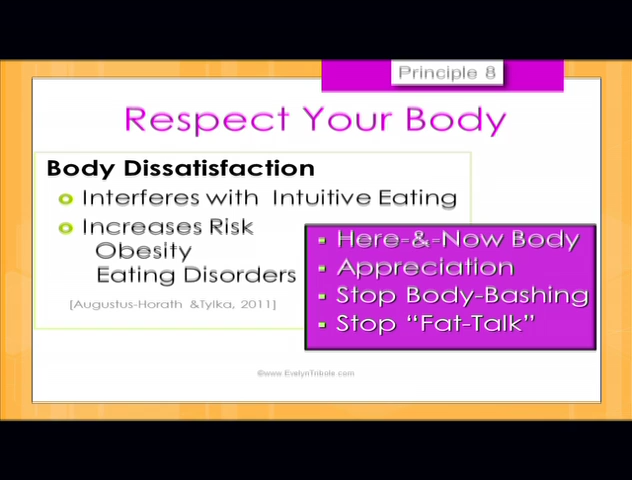 Principle 8
Respect Your Body
Body Dissatisfaction
Interferes with Intuitive Eating
Increases Risk
Obesity
Eating Disorders
[Augustus-Horath &Tylka, 2011]
Here-&-Now Body
Appreciation
Stop Body-Bashing
Stop “Fat-Talk”
©www.EvelynTribole.com